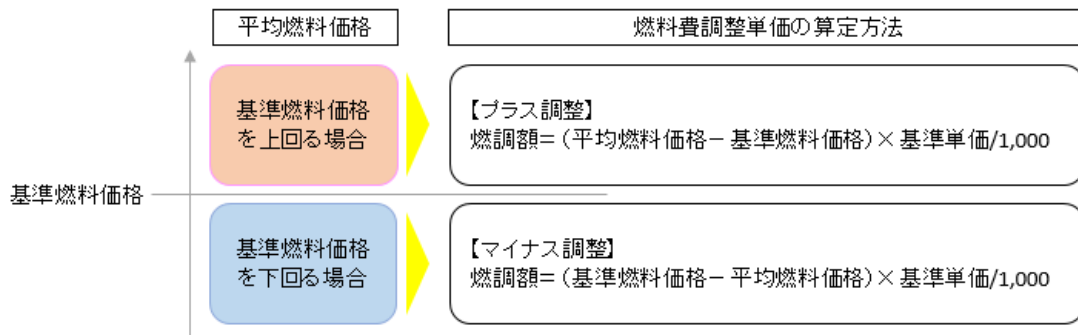 平均燃料価格
燃料費調整単価の算定方法
基準燃料価格
を上回る場合
【プラス調整】
燃調額=(平均燃料価格-基準燃料価格)×基準単価/1,000
基準燃料価格
基準燃料価格
を下回る場合
【マイナス調整】
燃調額=(基準燃料価格-平均燃料価格)×基準単価/1,000